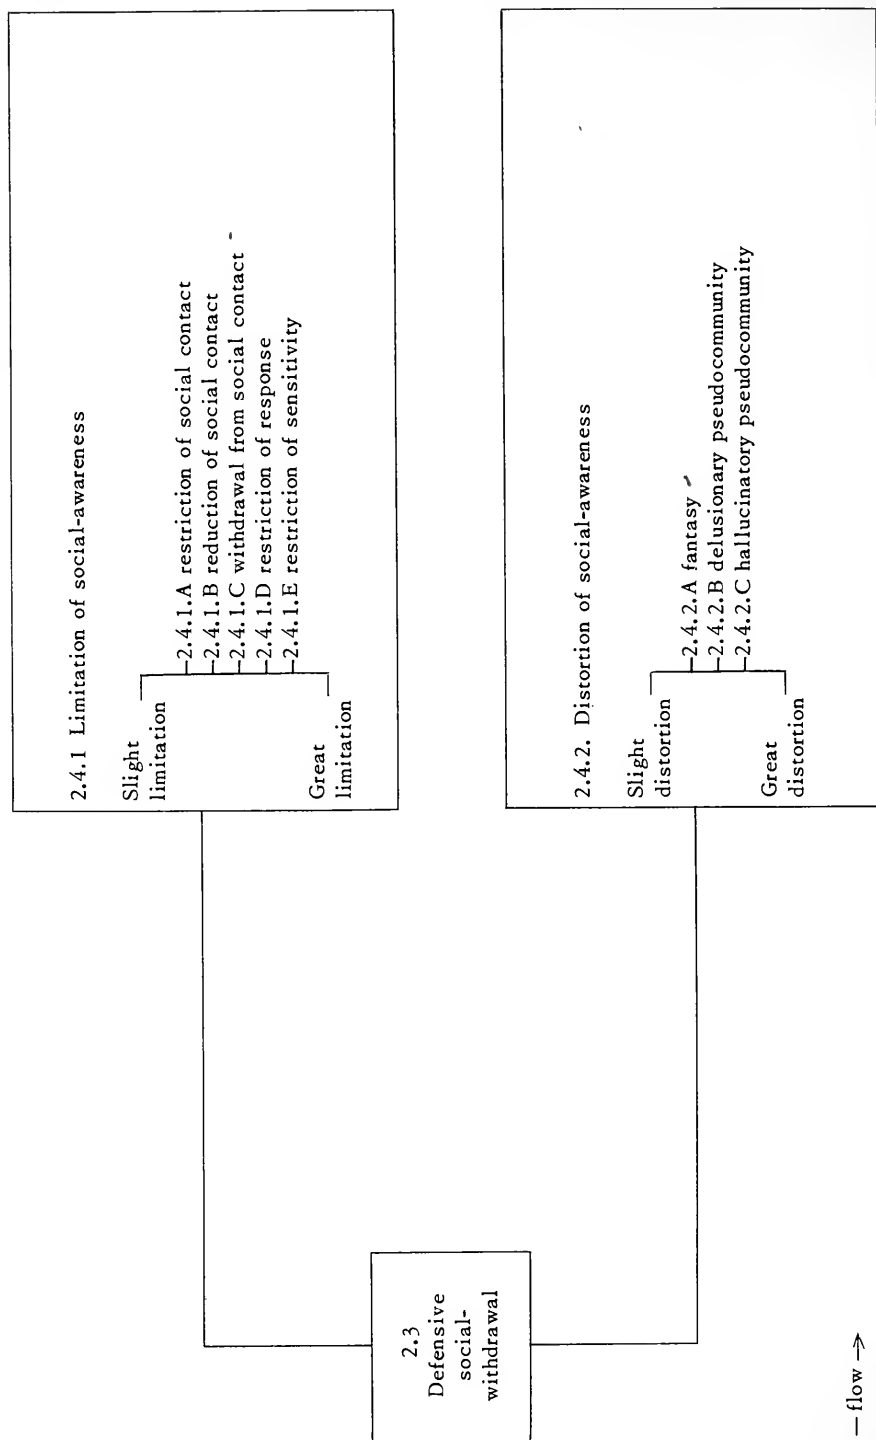 2.3
Defensive
social-
withdrawal
2.4.1 Limitation of social-awareness
Slight
limitation
2.4.1.A restriction of social contact
2.4.1.B reduction of social contact
2.4.1.C withdrawal from social contact
2.4.1.D restriction of response
2.4.1.E restriction of sensitivity
Great
limitation
2.4.2. Distortion of social-awareness
Slight
distortion
2.4.2.A fantasy
2.4.2.B delusionary pseudocommunity
2.4.2.C hallucinatory pseudocommunity
Great
distortion
— flow →